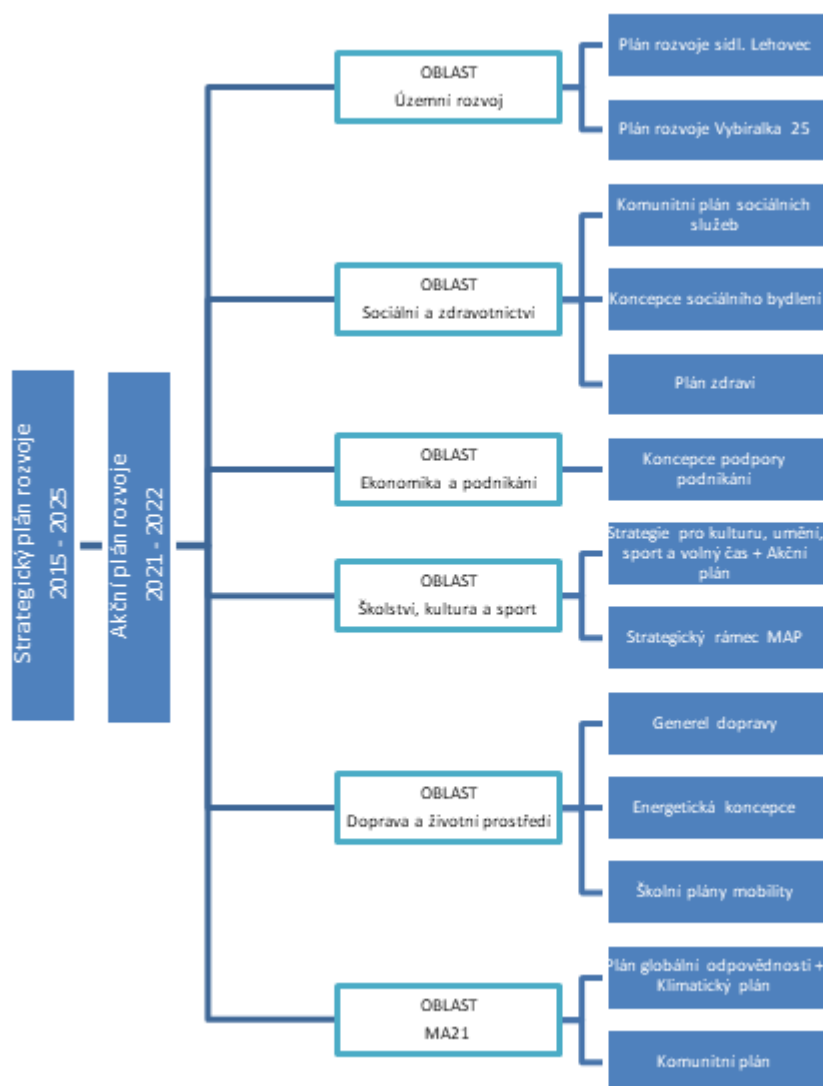 Strategický plán rozvoje
2015 - 2025
Akční plán rozvoje
2021 - 2022
OBLAST
Územní rozvoj
Plán rozvoje sídl. Lehovec
Plán rozvoje Vybíralka 25
OBLAST
Sociální a zdravotnictví
Komunitní plán sociálních
služeb
Koncepce sociálního bydlení
Plán zdraví
OBLAST
Ekonomika a podnikání
Koncepce podpory
podnikání
OBLAST
Školství, kultura a sport
Strategie pro kulturu, umění,
sport a volný čas + Akční
plán
Strategický rámec MAP
OBLAST
Doprava a životní prostředí
Generel dopravy
Energetická koncepce
Školní plány mobility
OBLAST
MA21
Plán globální odpovědnosti +
Klimatický plán
Komunitní plán